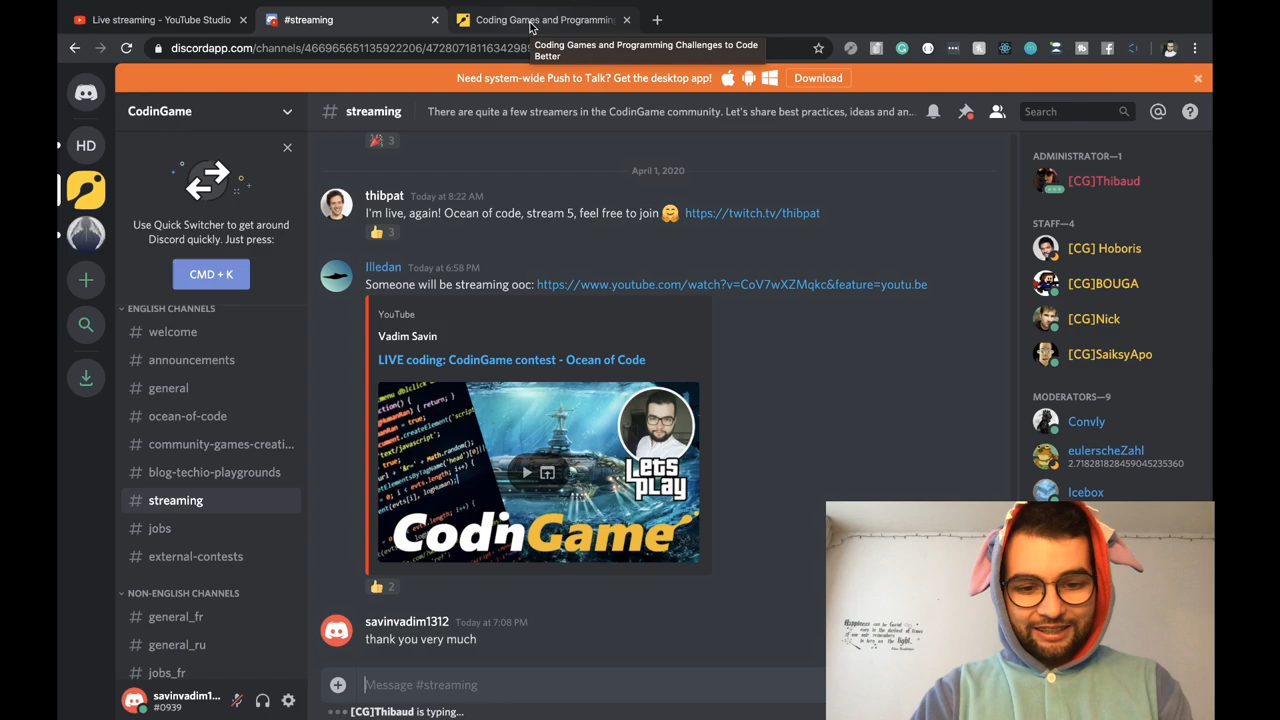 Live streaming - YouTube Studio
#streaming
Coding Games and Programmin
discordapp.com/channels/466965651135922206/4728071811634298
Coding Games and Programming Challenges to Code
Better
Need system-wide Push to Talk? Get the desktop app!
Download
CodinGame
# streaming
There are quite a few streamers in the CodinGame community. Let's share best practices, ideas and an...
Search
HD
Use Quick Switcher to get around
Discord quickly. Just press:
CMD + K
ENGLISH CHANNELS
# welcome
# announcements
# general
# ocean-of-code
# community-games-creati...
# blog-techio-playgrounds
# streaming
# jobs
# external-contests
NON-ENGLISH CHANNELS
# general_fr
# general_ru
# jobs_fr
savinvadim1...
#0939
3
April 1, 2020
thibpat Today at 8:22 AM
I'm live, again! Ocean of code, stream 5, feel free to join https://twitch.tv/thibpat
3
Illedan Today at 6:58 PM
Someone will be streaming ooc: https://www.youtube.com/watch?v=CoV7wXZMqkc&feature=youtu.be
YouTube
Vadim Savin
LIVE coding: CodinGame contest - Ocean of Code
LETS
PLAY
CodinGame
2
savinvadim1312 Today at 7:08 PM
thank you very much
Message #streaming
[CG]Thibaud is typing...
ADMINISTRATOR—1
[CG]Thibaud
STAFF—4
[CG] Hoboris
[CG]BOUGA
[CG]Nick
[CG]SaiksyApo
MODERATORS—9
Convly
eulerscheZahl
2.718281828459045235360
Icebox